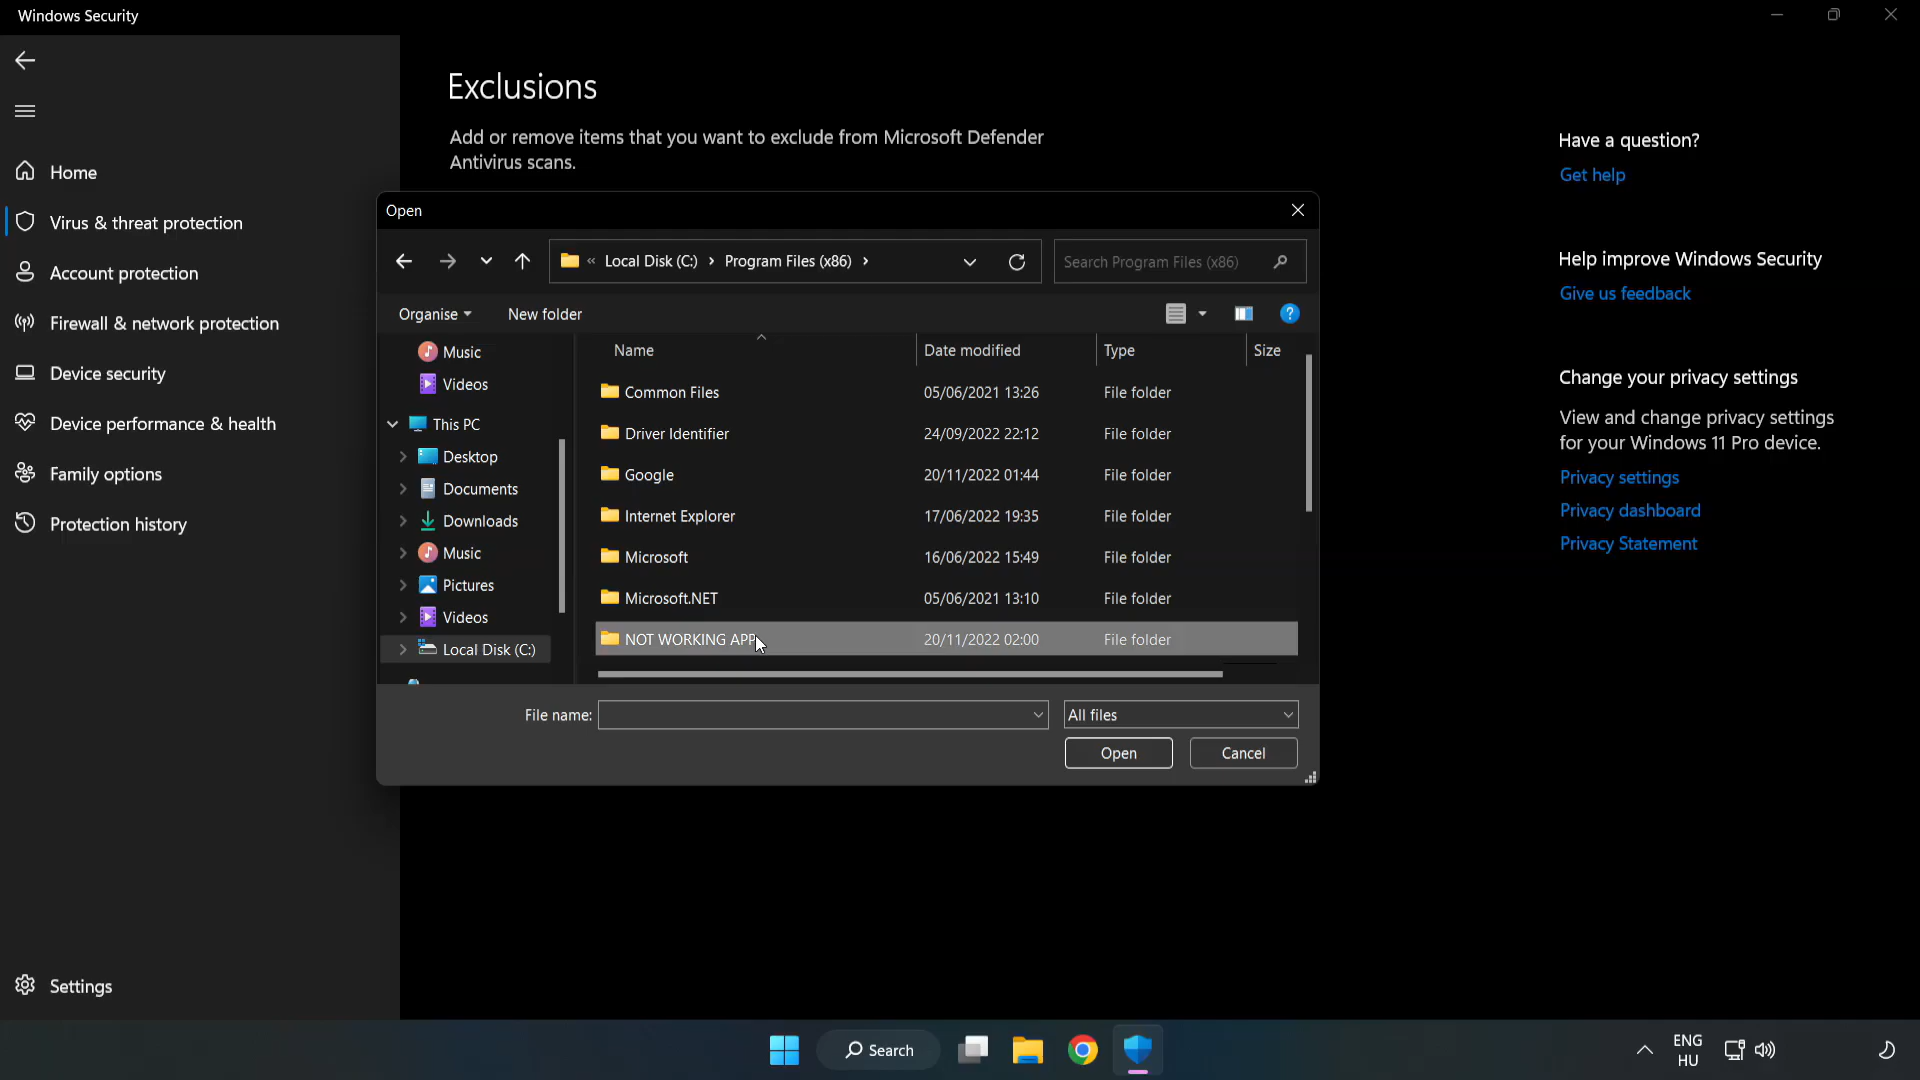 Windows Security
Home
Virus & threat protection
Account protection
Firewall & network protection
Device security
Device performance & health
Family options
Protection history
Settings
Exclusions
Add or remove items that you want to exclude from Microsoft Defender
Antivirus scans.
Open
« Local Disk (C:) > Program Files (x86) >
Search Program Files (x86)
Organise
New folder
Music
Videos
This PC
Desktop
Documents
Downloads
Music
Pictures
Videos
Local Disk (C:)
Name Date modified Type Size
Common Files 05/06/2021 13:26 File folder
Driver Identifier 24/09/2022 22:12 File folder
Google 20/11/2022 01:44 File folder
Internet Explorer 17/06/2022 19:35 File folder
Microsoft 16/06/2022 15:49 File folder
Microsoft.NET 05/06/2021 13:10 File folder
NOT WORKING APP 20/11/2022 02:00 File folder
File name:
All files
Open
Cancel
Have a question?
Get help
Help improve Windows Security
Give us feedback
Change your privacy settings
View and change privacy settings
for your Windows 11 Pro device.
Privacy settings
Privacy dashboard
Privacy Statement
Search
ENG
HU